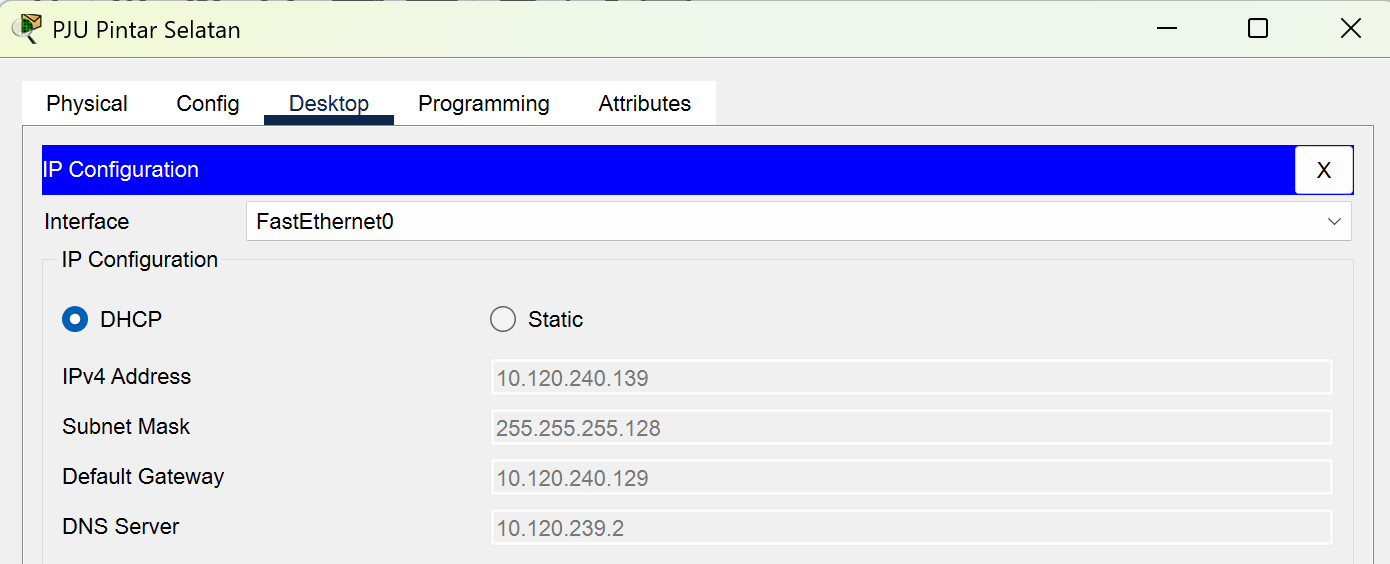 PJU Pintar Selatan
Physical Config Desktop Programming Attributes
IP Configuration X
Interface FastEthernet0
IP Configuration
DHCP Static
IPv4 Address 10.120.240.139
Subnet Mask 255.255.255.128
Default Gateway 10.120.240.129
DNS Server 10.120.239.2